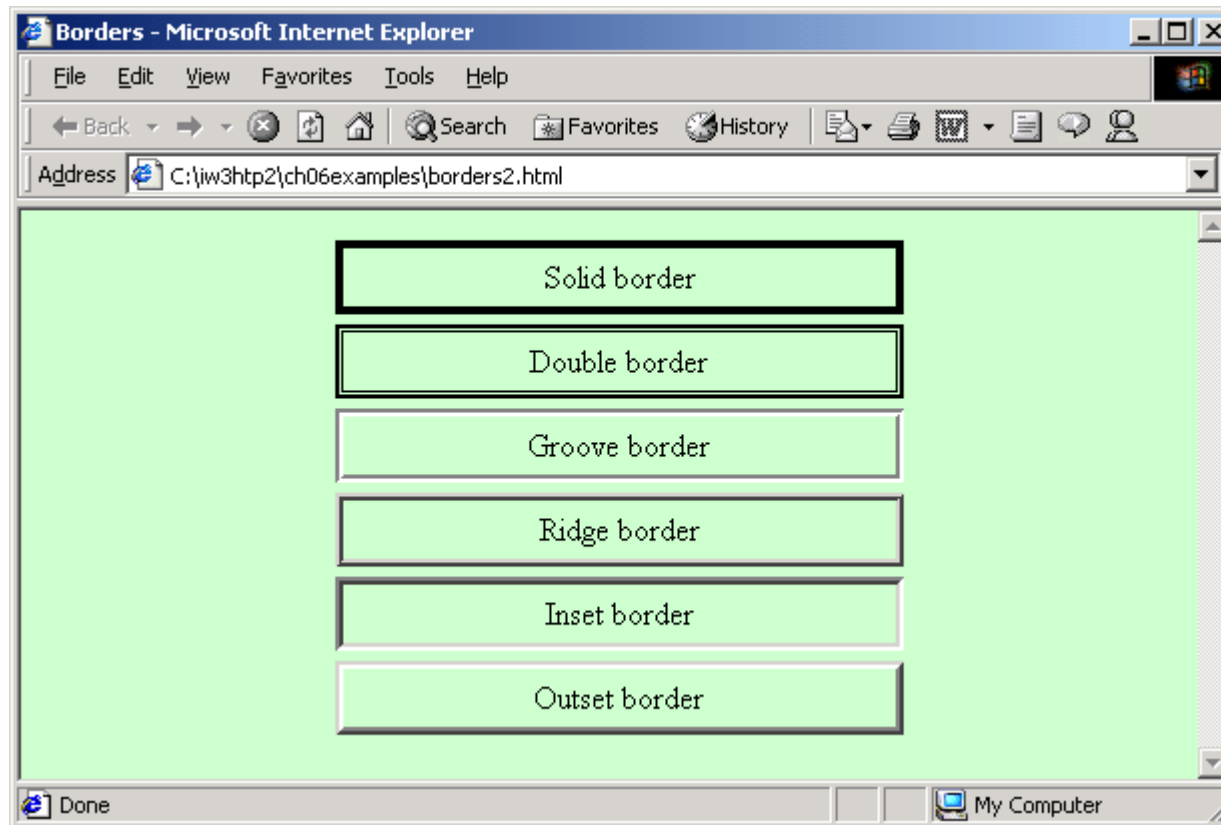 Borders - Microsoft Internet Explorer
File Edit View Favorites Tools Help
Back Search Favorites History
Address C:\iw3htp2\ch06examples\borders2.html
Solid border
Double border
Groove border
Ridge border
Inset border
Outset border
Done My Computer